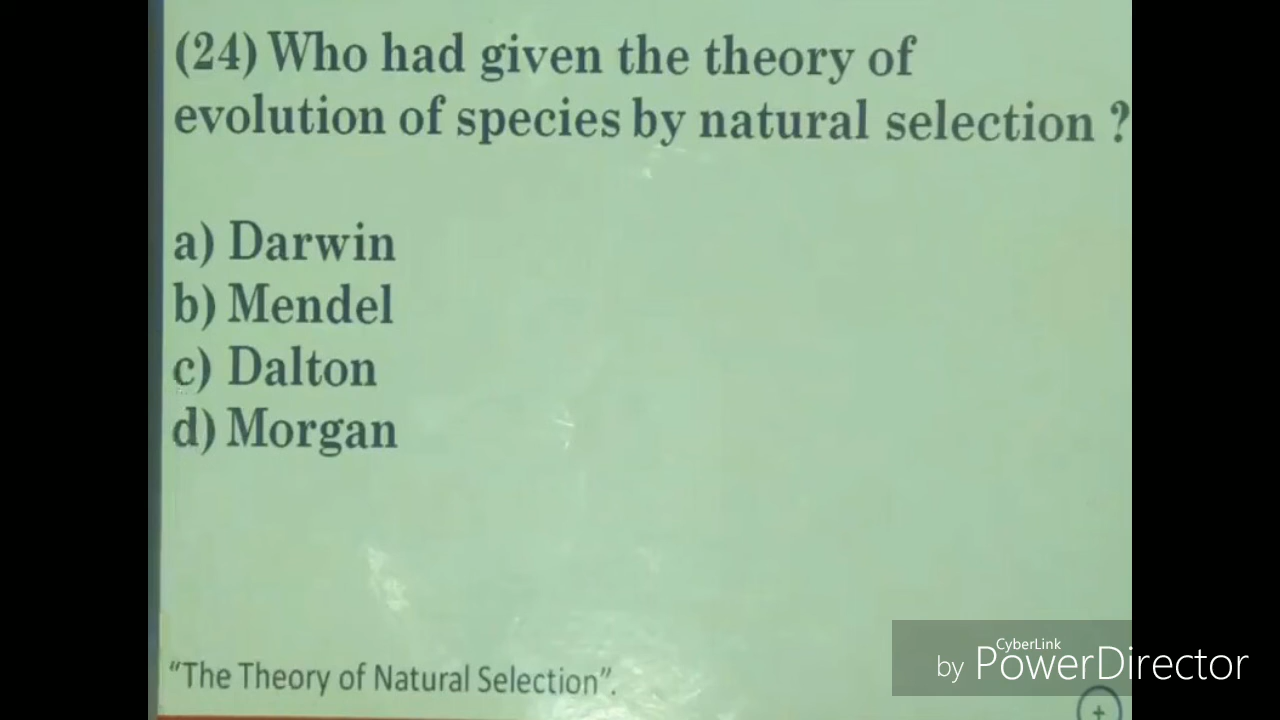 (24) Who had given the theory of
evolution of species by natural selection ?
a) Darwin
b) Mendel
c) Dalton
d) Morgan
"The Theory of Natural Selection".
CyberLink
by PowerDirector
+